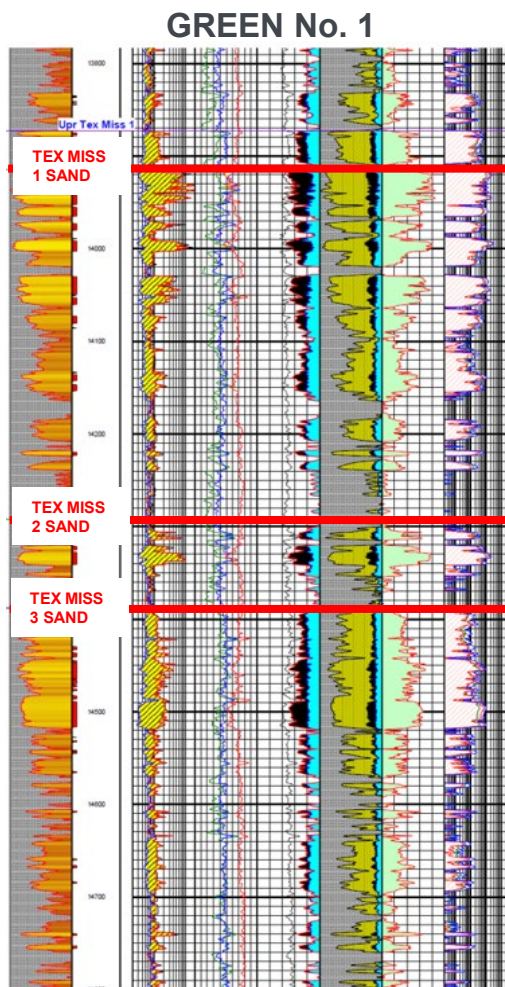 GREEN No. 1
13800
Upr Tex Miss 1
TEX MISS
1 SAND
14000
14100
14200
TEX MISS
2 SAND
TEX MISS
3 SAND
14500
14600
14700